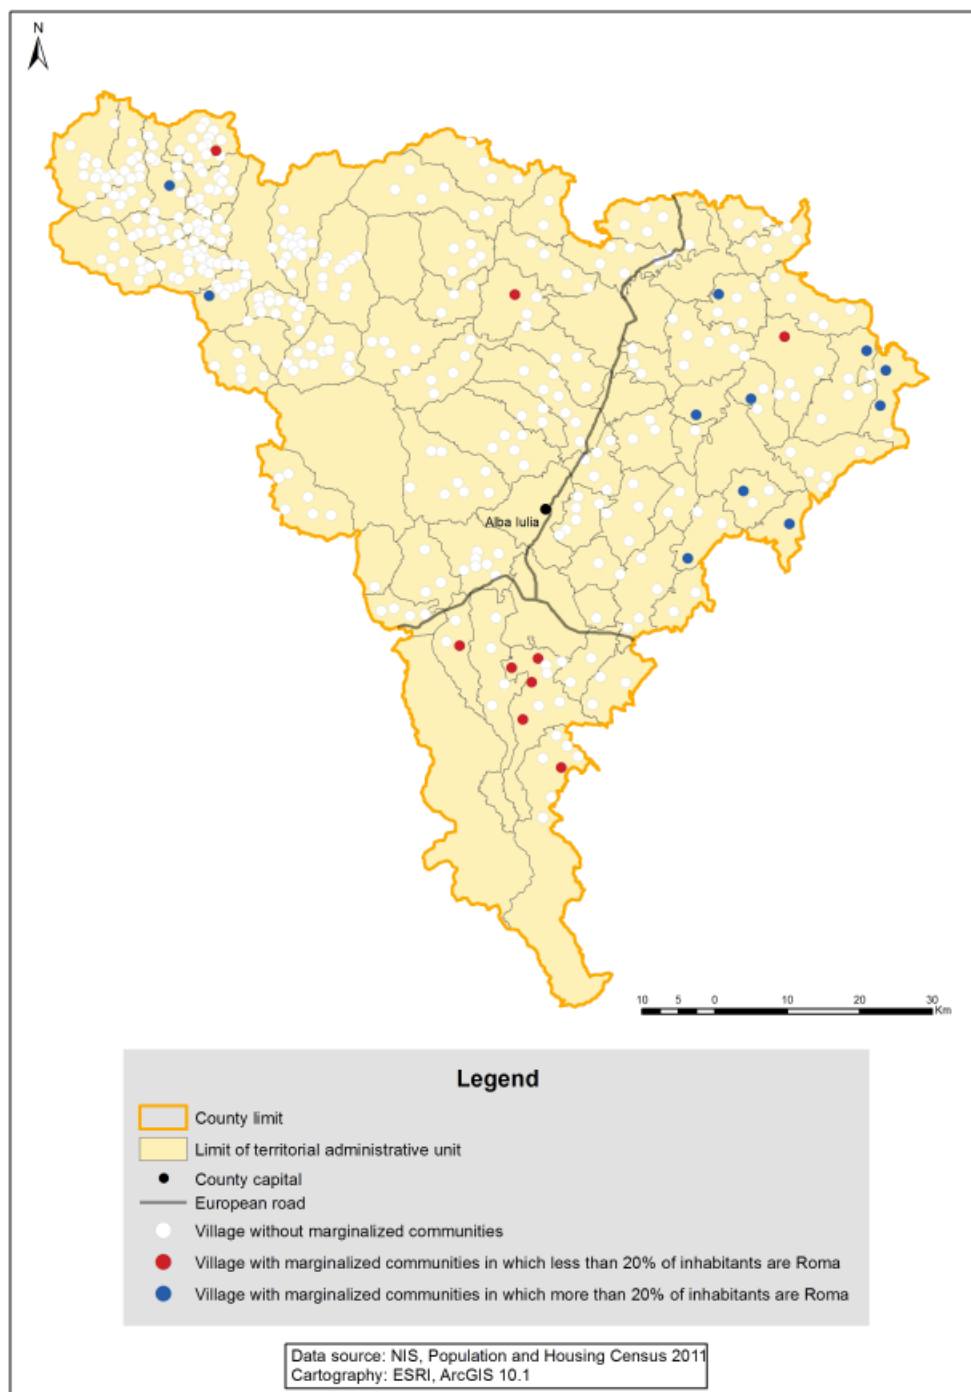 N
Alba Iulia
10 5 0 10 20 30
Km
Legend
County limit
Limit of territorial administrative unit
County capital
European road
Village without marginalized communities
Village with marginalized communities in which less than 20% of inhabitants are Roma
Village with marginalized communities in which more than 20% of inhabitants are Roma
Data source: NIS, Population and Housing Census 2011
Cartography: ESRI, ArcGIS 10.1